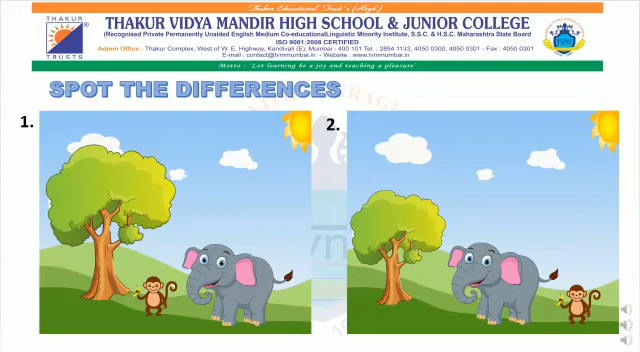 Thakur Educational Trust's (Regd.)
THAKUR VIDYA MANDIR HIGH SCHOOL & JUNIOR COLLEGE
(Recognised Private Permanently Unaided English Medium Co-educationalLinguistic Minority Institute, S.S.C. & H.S.C. Maharashtra State Board
ISO 9001:2008 CERTIFIED
Admin Office : Thakur Complex, West of W. E. Highway, Kandivali (E), Mumbai - 400 101. Tel. : 2854 1133, 4050 0300, 4050 0301 - Fax : 4050 0301
E-mail : contact@tvmmumbai.in - Website : www.tvmmumbai.in
Motto : "Let learning be a joy and teaching a pleasure"
THAKUR
TRUSTS
tvm
SPOT THE DIFFERENCES
1.
2.